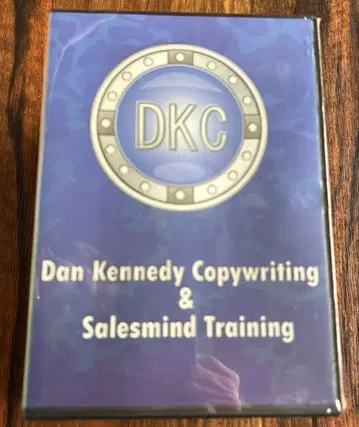 DKC
Dan Kennedy Copywriting
&
Salesmind Training